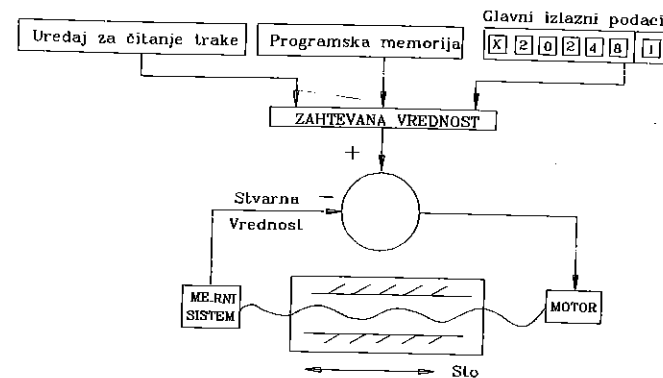 Glavni izlazni podaci
Uređaj za čitanje trake
Programska memorija
X 2 0 2 4 8 1
ZAHTEVANA VREDNOST
+
Stvarna −
Vrednost
MERNI
SISTEM
MOTOR
Sto